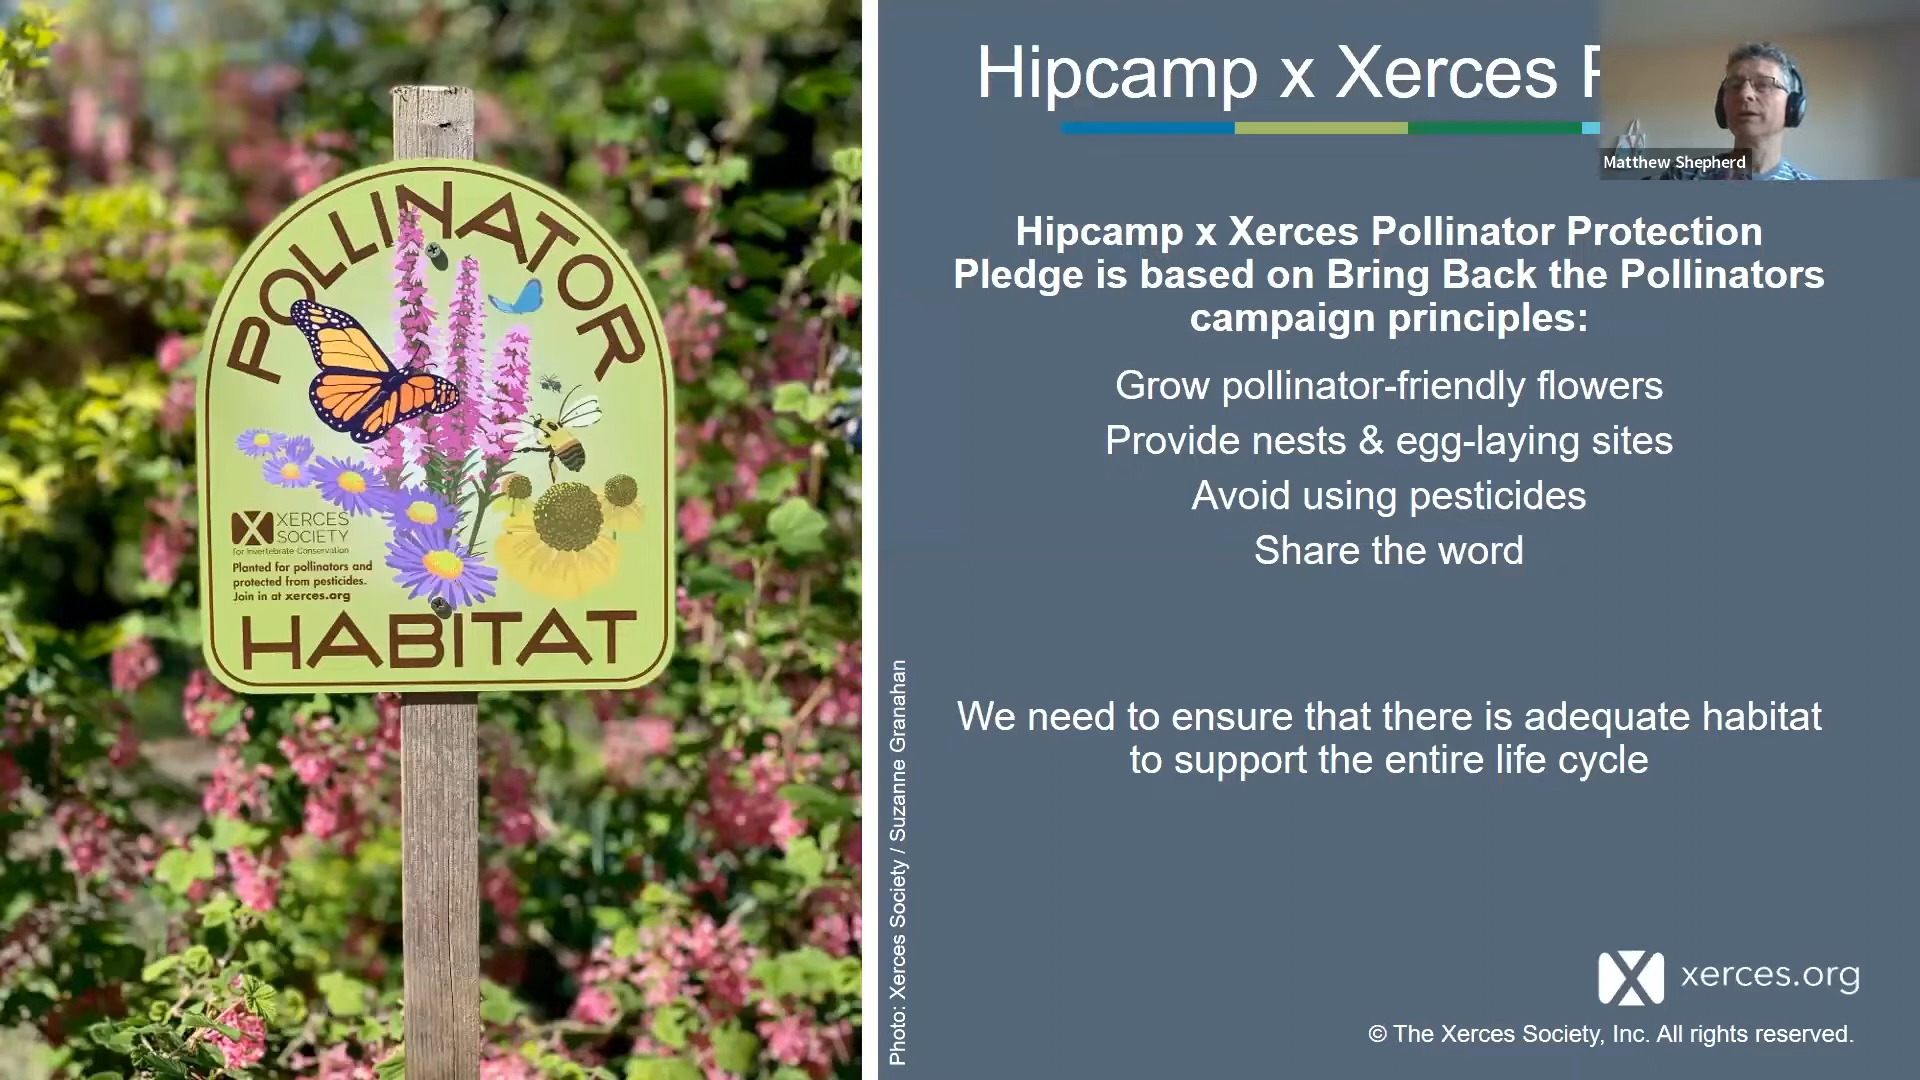 POLLINATOR
XERCES
SOCIETY
for Invertebrate Conservation
Planted for pollinators and
protected from pesticides.
Join in at xerces.org
HABITAT
Photo: Xerces Society / Suzanne Granahan
Hipcamp x Xerces
Matthew Shepherd
Hipcamp x Xerces Pollinator Protection
Pledge is based on Bring Back the Pollinators
campaign principles:
Grow pollinator-friendly flowers
Provide nests & egg-laying sites
Avoid using pesticides
Share the word
We need to ensure that there is adequate habitat
to support the entire life cycle
xerces.org
© The Xerces Society, Inc. All rights reserved.